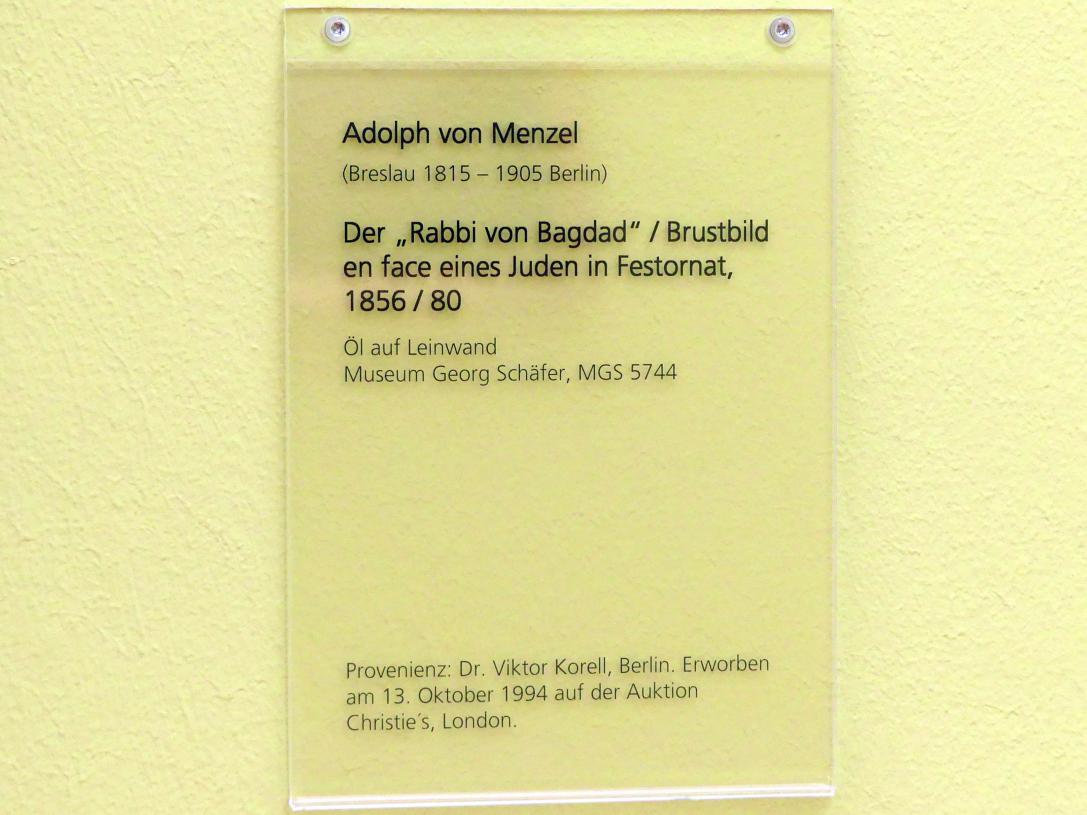 Adolph von Menzel
(Breslau 1815 – 1905 Berlin)
Der „Rabbi von Bagdad“ / Brustbild
en face eines Juden in Festornat,
1856 / 80
Öl auf Leinwand
Museum Georg Schäfer, MGS 5744
Provenienz: Dr. Viktor Korell, Berlin. Erworben
am 13. Oktober 1994 auf der Auktion
Christie´s, London.